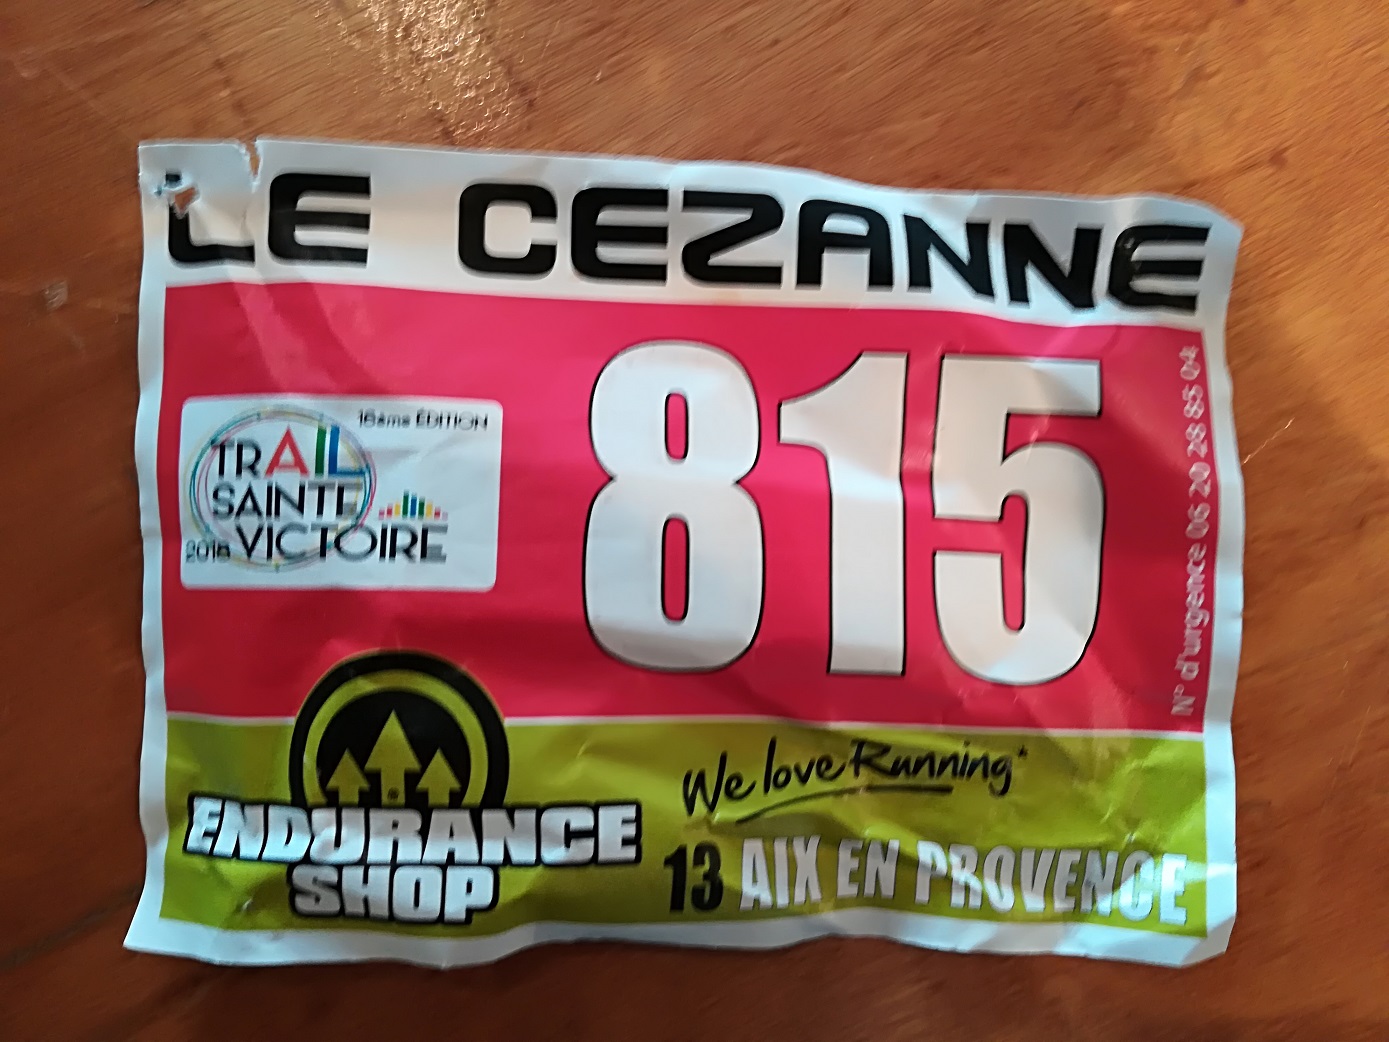 LE CEZANNE
16ème ÉDITION
TRAIL
SAINTE
2018 VICTOIRE
815
N° d'urgence 06 20 28 85 04
ENDURANCE
SHOP
We love Running*
13 AIX EN PROVENCE